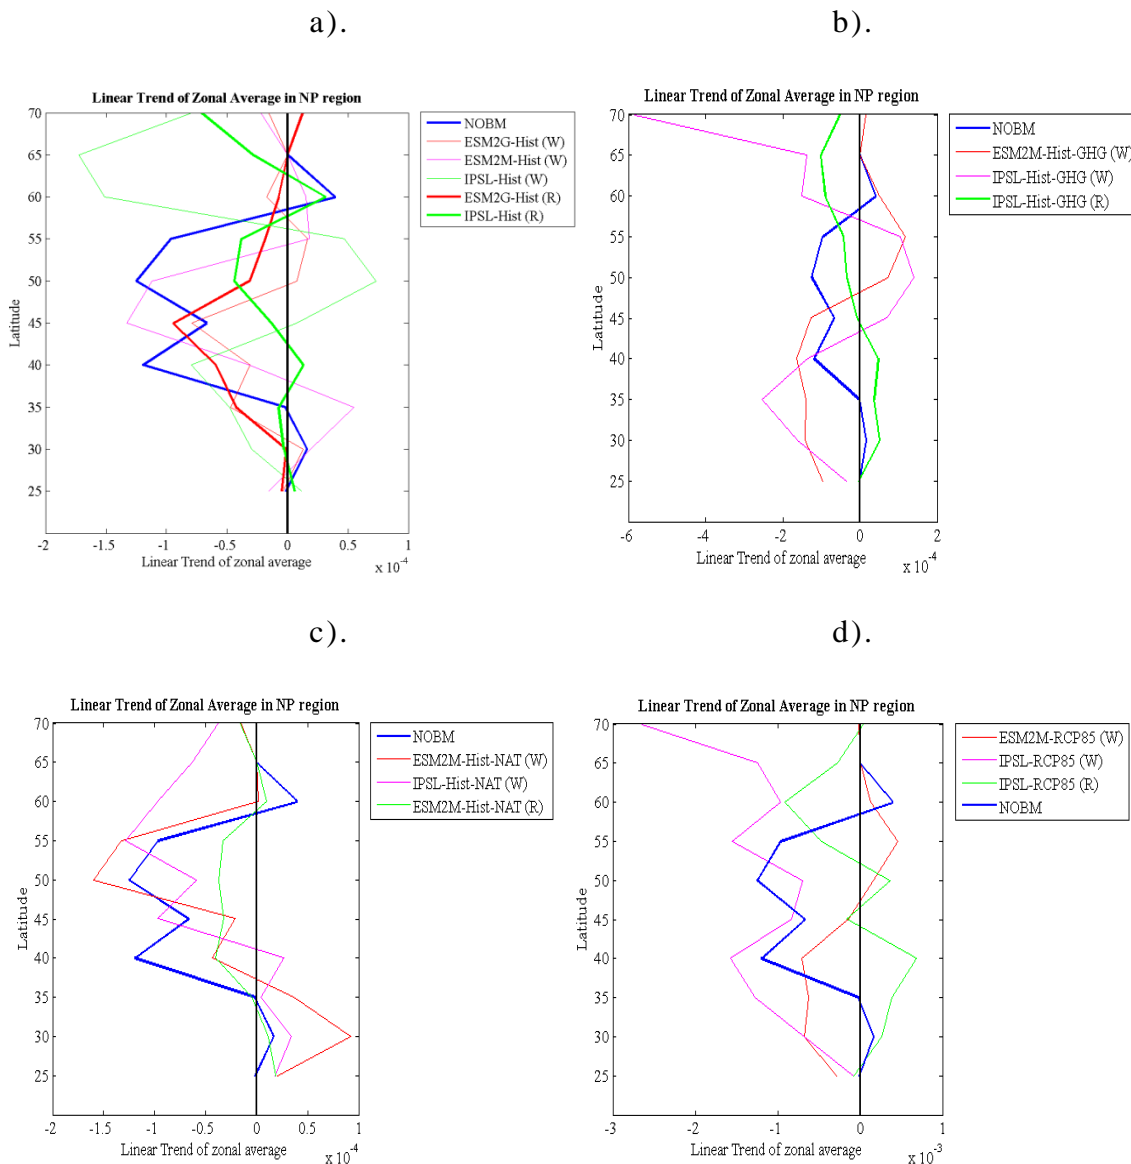 a).
Linear Trend of Zonal Average in NP region
NOBM
ESM2G-Hist (W)
ESM2M-Hist (W)
IPSL-Hist (W)
ESM2G-Hist (R)
IPSL-Hist (R)
70
65
60
55
50
45
40
35
30
25
Latitude
-2 -1.5 -1 -0.5 0 0.5 1
Linear Trend of zonal average
x 10⁻⁴
b).
Linear Trend of Zonal Average in NP region
NOBM
ESM2M-Hist-GHG (W)
IPSL-Hist-GHG (W)
IPSL-Hist-GHG (R)
70
65
60
55
50
45
40
35
30
25
Latitude
-6 -4 -2 0 2
Linear Trend of zonal average
x 10⁻⁴
c).
Linear Trend of Zonal Average in NP region
NOBM
ESM2M-Hist-NAT (W)
IPSL-Hist-NAT (W)
ESM2M-Hist-NAT (R)
70
65
60
55
50
45
40
35
30
25
Latitude
-2 -1.5 -1 -0.5 0 0.5 1
Linear Trend of zonal average
x 10⁻⁴
d).
Linear Trend of Zonal Average in NP region
ESM2M-RCP85 (W)
IPSL-RCP85 (W)
IPSL-RCP85 (R)
NOBM
70
65
60
55
50
45
40
35
30
25
Latitude
-3 -2 -1 0 1
Linear Trend of zonal average
x 10⁻³